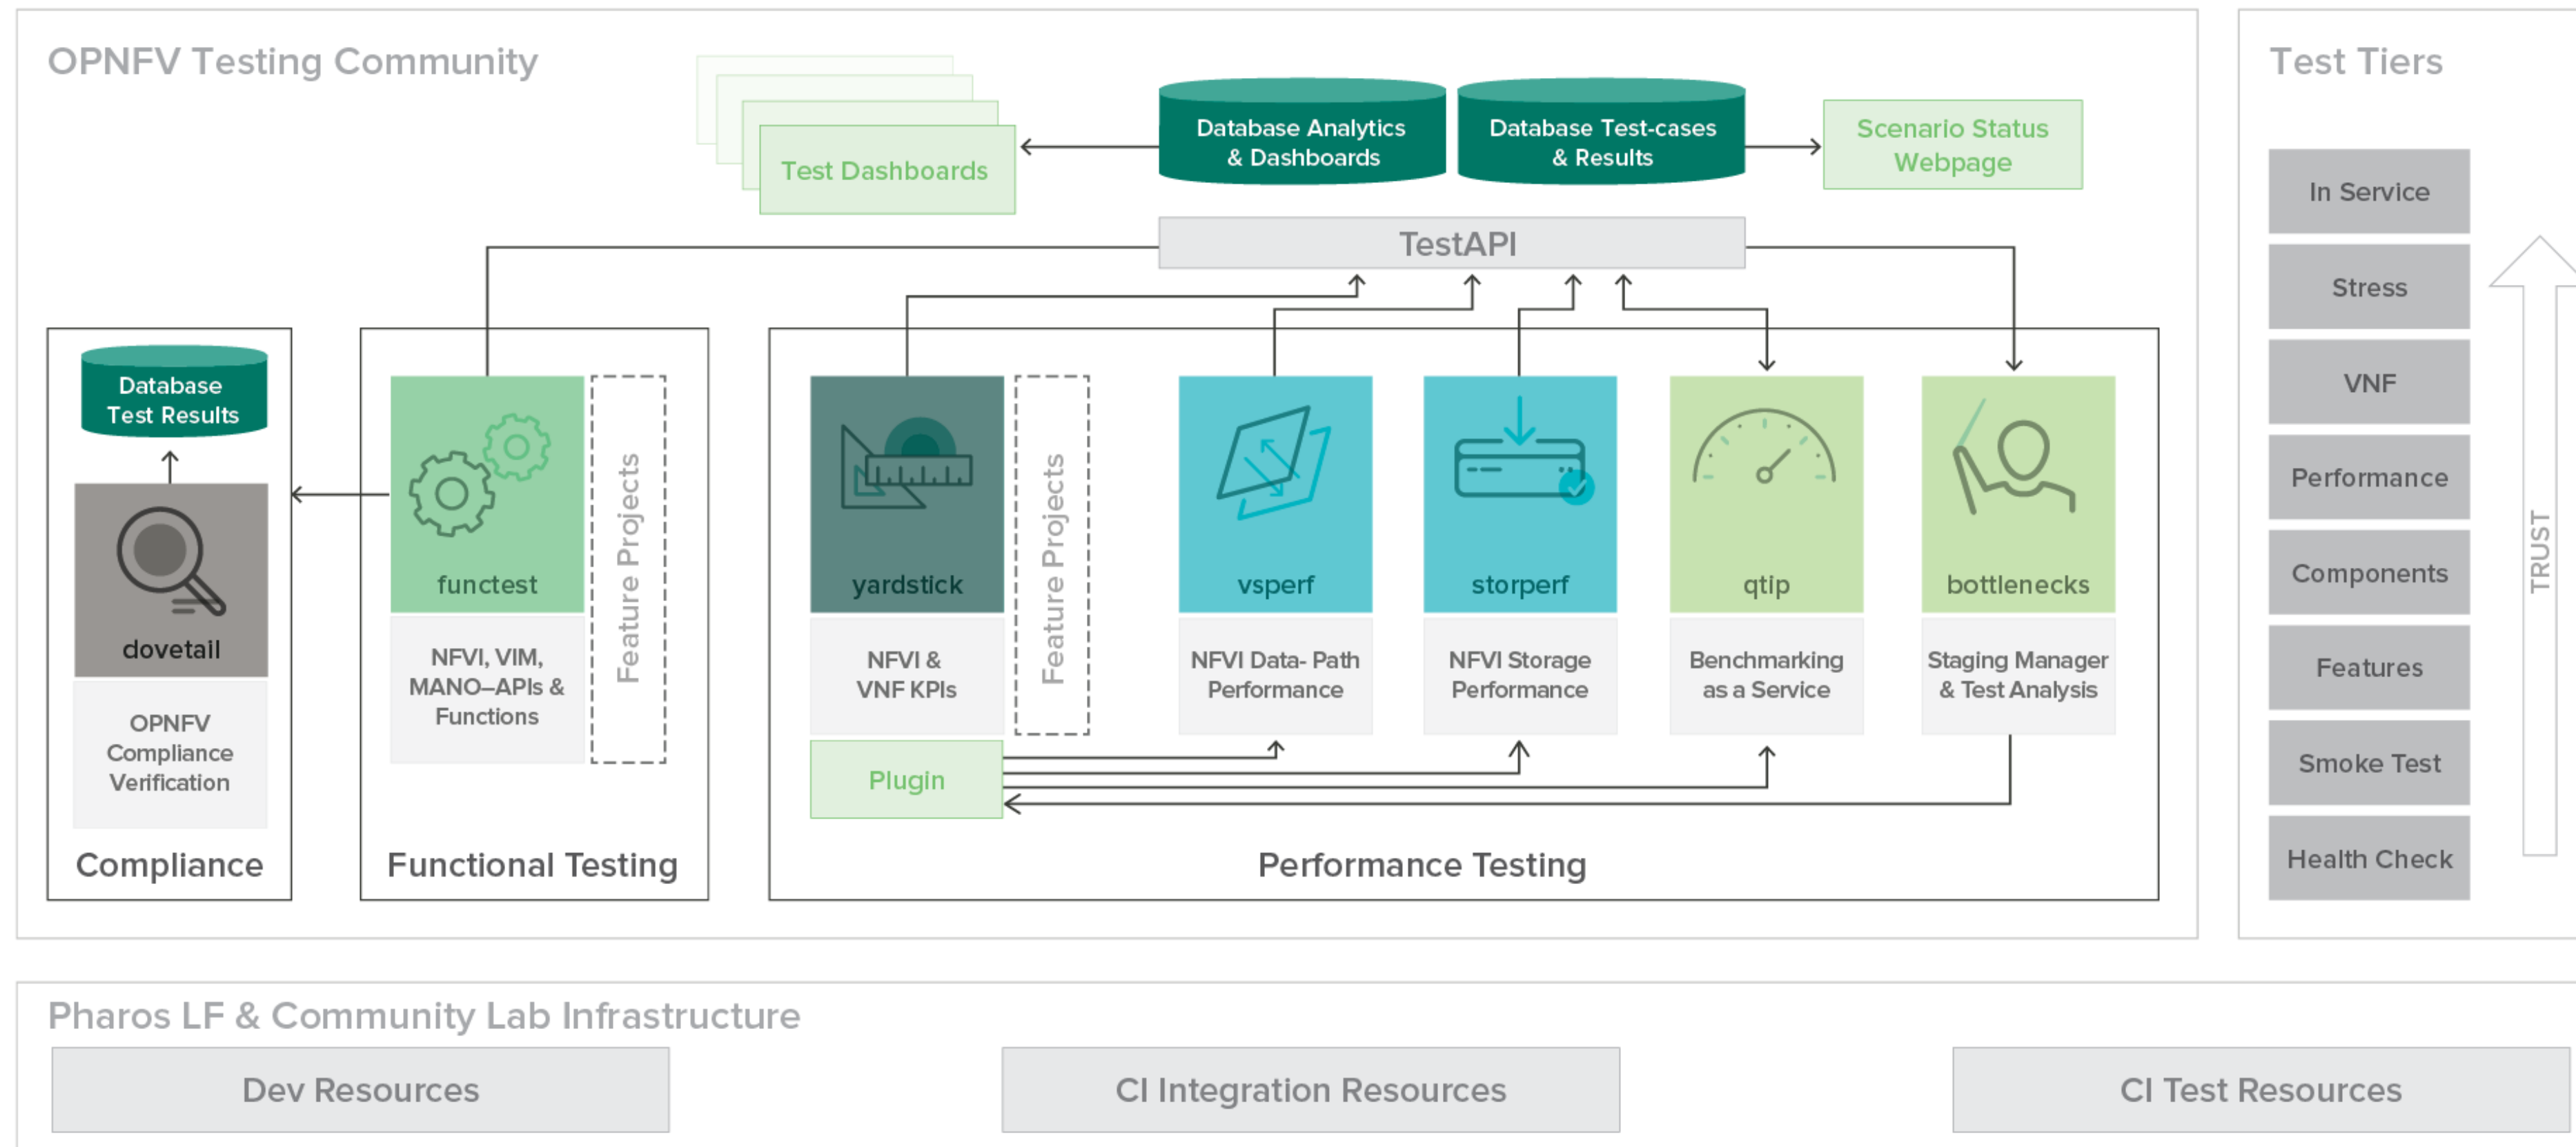 OPNFV Testing Community
Test Dashboards
Database Analytics
& Dashboards
Database Test-cases
& Results
Scenario Status
Webpage
TestAPI
Database
Test Results
dovetail
OPNFV
Compliance
Verification
Compliance
functest
NFVI, VIM,
MANO–APIs &
Functions
Feature Projects
Functional Testing
yardstick
NFVI &
VNF KPIs
Plugin
Feature Projects
vsperf
NFVI Data- Path
Performance
storperf
NFVI Storage
Performance
qtip
Benchmarking
as a Service
bottlenecks
Staging Manager
& Test Analysis
Performance Testing
Test Tiers
In Service
Stress
VNF
Performance
Components
Features
Smoke Test
Health Check
TRUST
Pharos LF & Community Lab Infrastructure
Dev Resources
CI Integration Resources
CI Test Resources